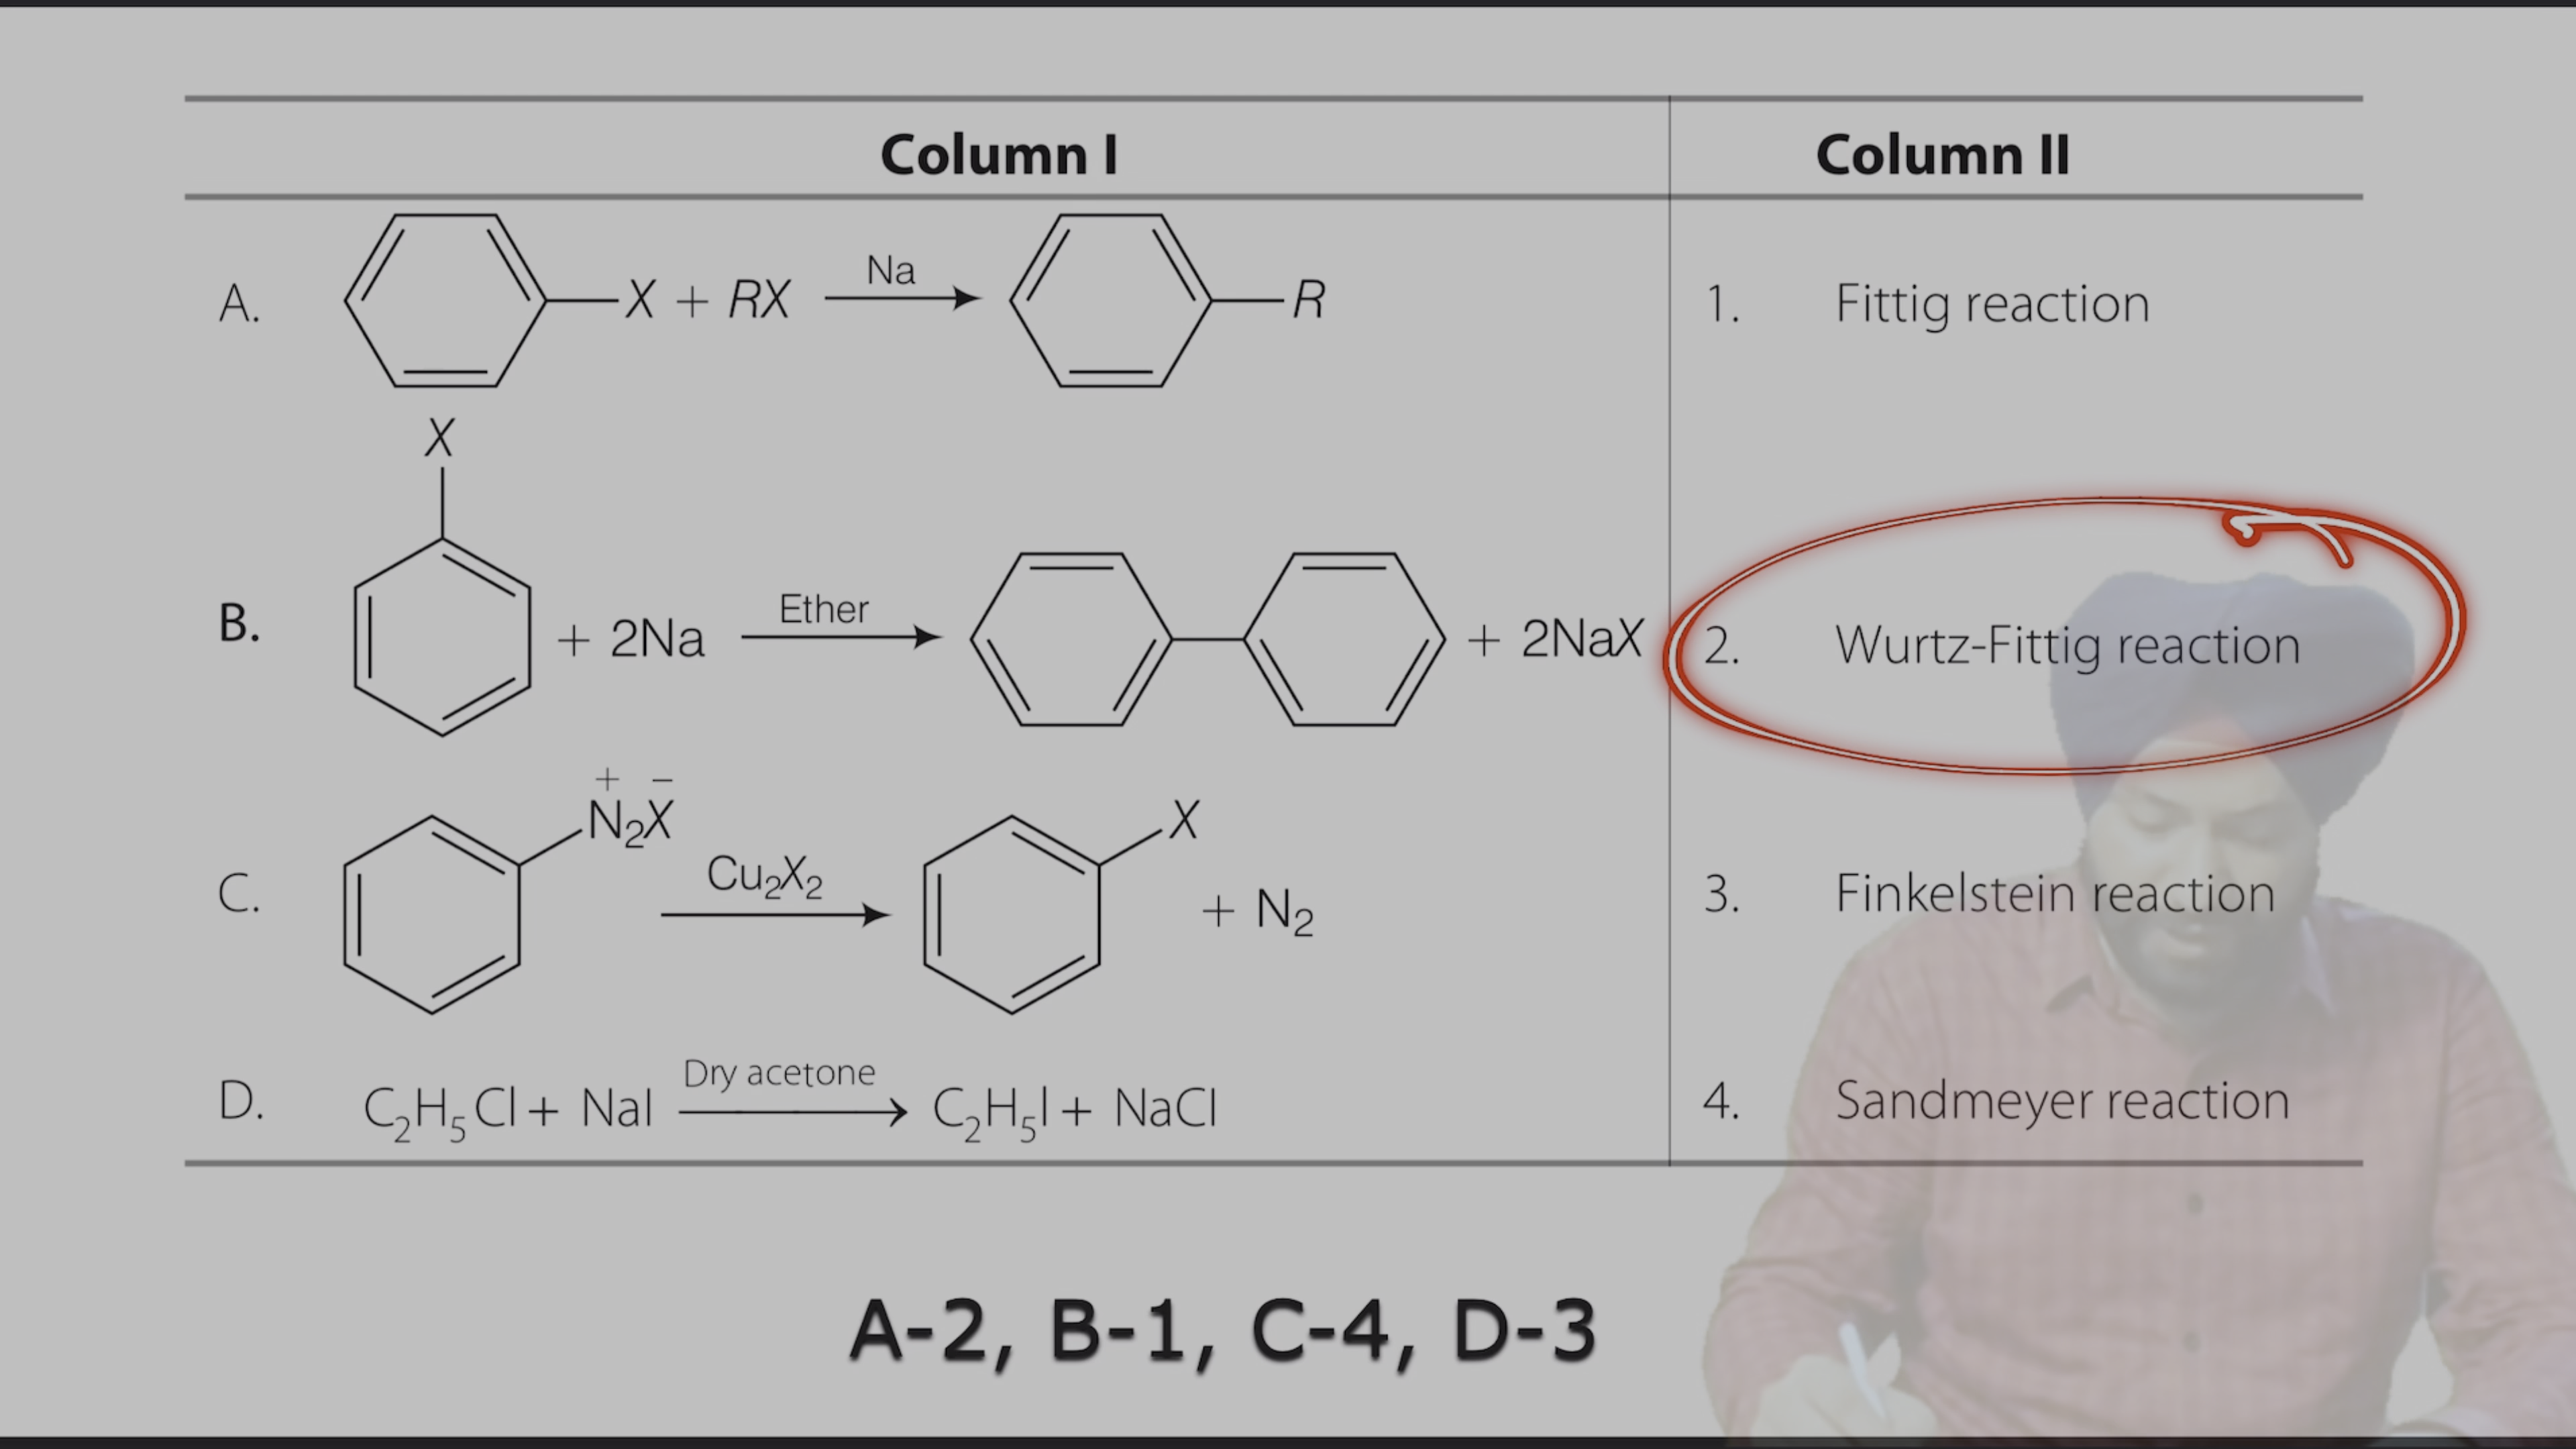 Column I Column II
A. X + RX Na R 1. Fittig reaction
X
B. + 2Na Ether + 2NaX 2. Wurtz-Fittig reaction
+ −
C. N₂X Cu₂X₂ X + N₂ 3. Finkelstein reaction
D. C₂H₅Cl + NaI Dry acetone C₂H₅I + NaCl 4. Sandmeyer reaction
A-2, B-1, C-4, D-3